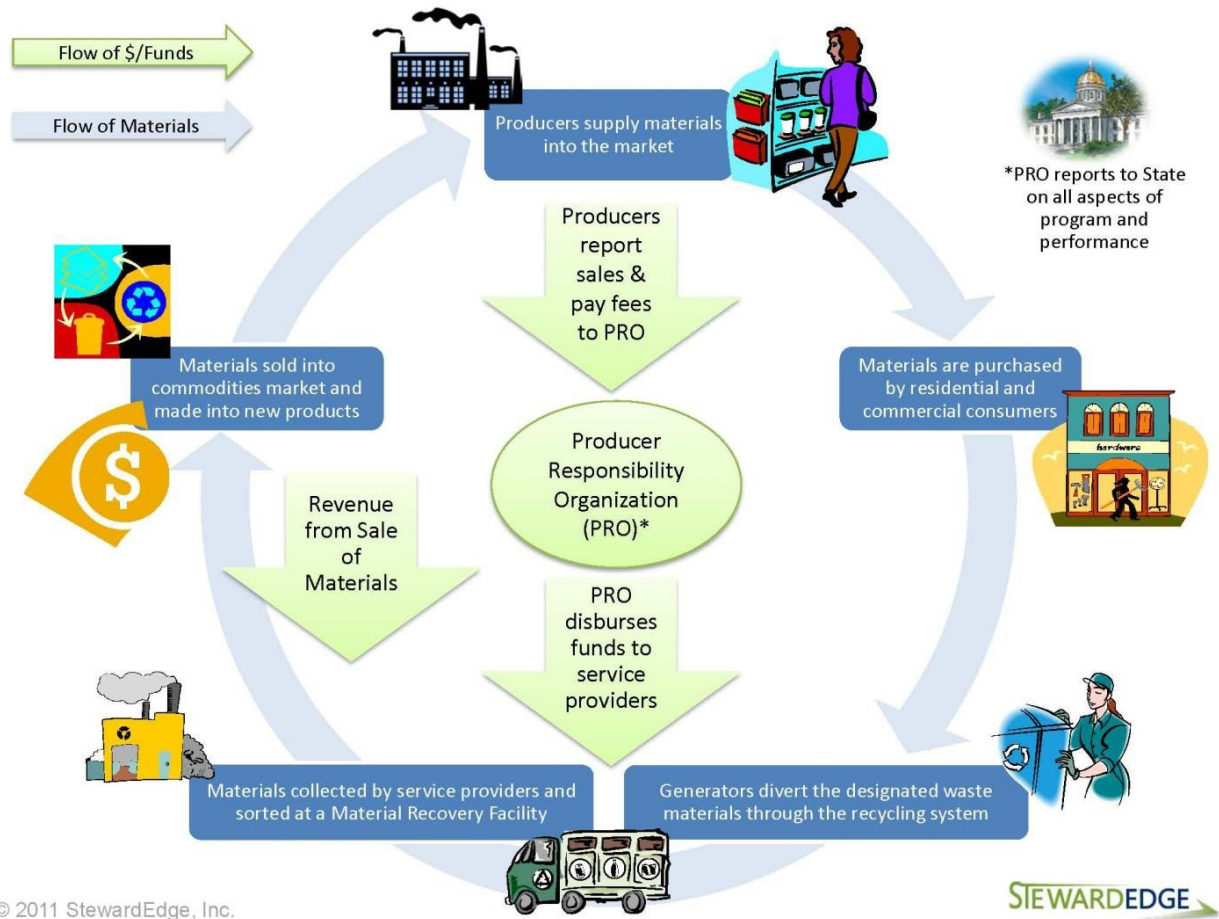 Flow of $/Funds
Flow of Materials
Producers supply materials
into the market
*PRO reports to State
on all aspects of
program and
performance
Producers
report
sales &
pay fees
to PRO
Materials sold into
commodities market and
made into new products
Materials are purchased
by residential and
commercial consumers
hardware
$
Producer
Responsibility
Organization
(PRO)*
Revenue
from Sale
of
Materials
PRO
disburses
funds to
service
providers
Materials collected by service providers and
sorted at a Material Recovery Facility
Generators divert the designated waste
materials through the recycling system
© 2011 StewardEdge, Inc.
STEWARDEDGE